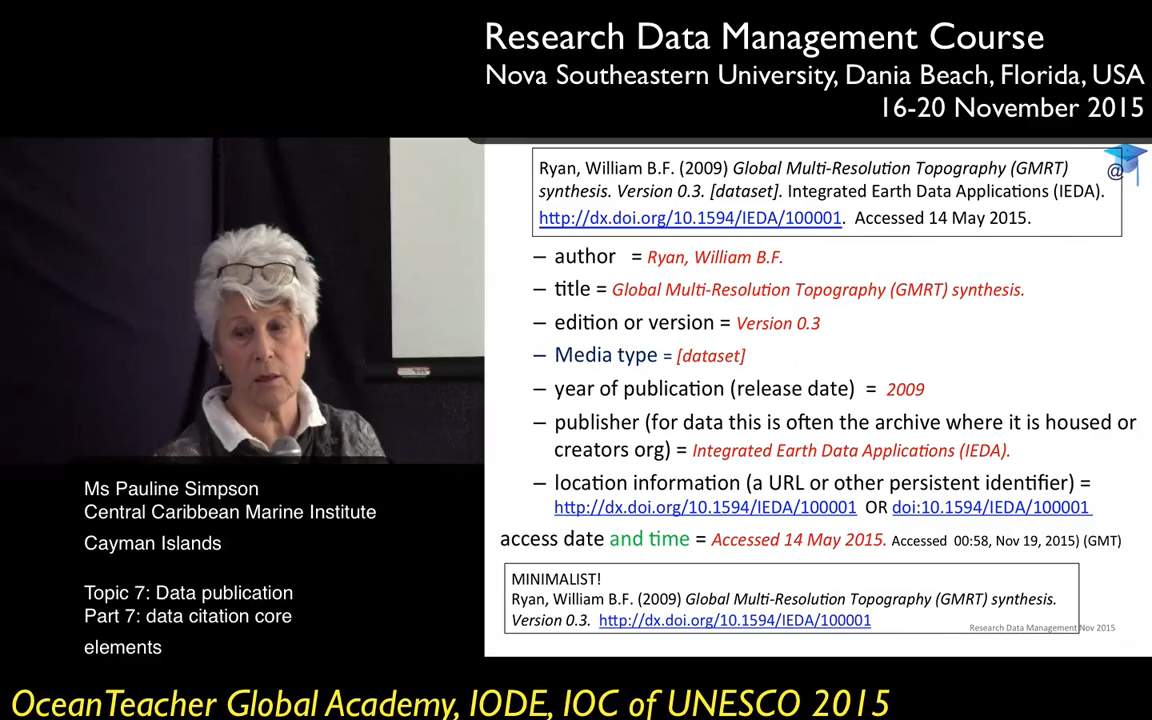 Research Data Management Course
Nova Southeastern University, Dania Beach, Florida, USA
16-20 November 2015
@
Ryan, William B.F. (2009) Global Multi-Resolution Topography (GMRT)
synthesis. Version 0.3. [dataset]. Integrated Earth Data Applications (IEDA).
http://dx.doi.org/10.1594/IEDA/100001. Accessed 14 May 2015.
– author = Ryan, William B.F.
– title = Global Multi-Resolution Topography (GMRT) synthesis.
– edition or version = Version 0.3
– Media type = [dataset]
– year of publication (release date) = 2009
– publisher (for data this is often the archive where it is housed or
creators org) = Integrated Earth Data Applications (IEDA).
– location information (a URL or other persistent identifier) =
http://dx.doi.org/10.1594/IEDA/100001 OR doi:10.1594/IEDA/100001
access date and time = Accessed 14 May 2015. Accessed 00:58, Nov 19, 2015) (GMT)
MINIMALIST!
Ryan, William B.F. (2009) Global Multi-Resolution Topography (GMRT) synthesis.
Version 0.3. http://dx.doi.org/10.1594/IEDA/100001
Research Data Management Nov 2015
Ms Pauline Simpson
Central Caribbean Marine Institute
Cayman Islands
Topic 7: Data publication
Part 7: data citation core
elements
OceanTeacher Global Academy, IODE, IOC of UNESCO 2015